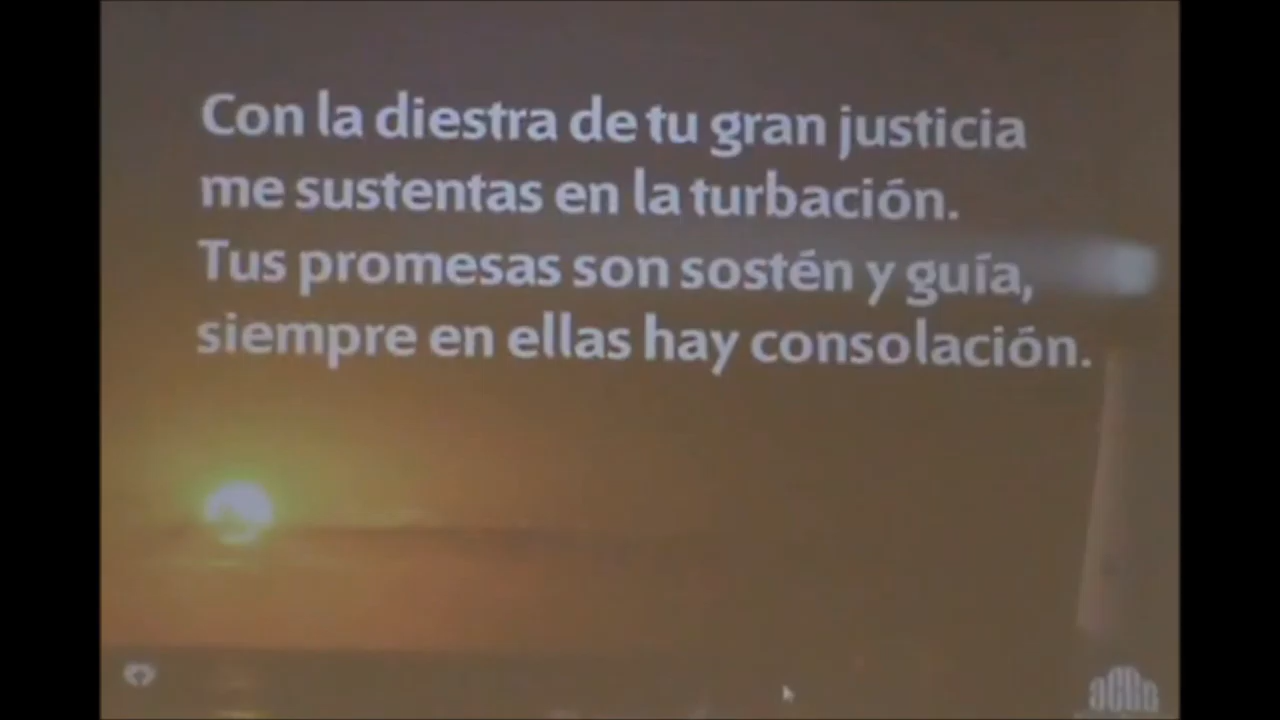 Con la diestra de tu gran justicia
me sustentas en la turbación.
Tus promesas son sostén y guía,
siempre en ellas hay consolación.